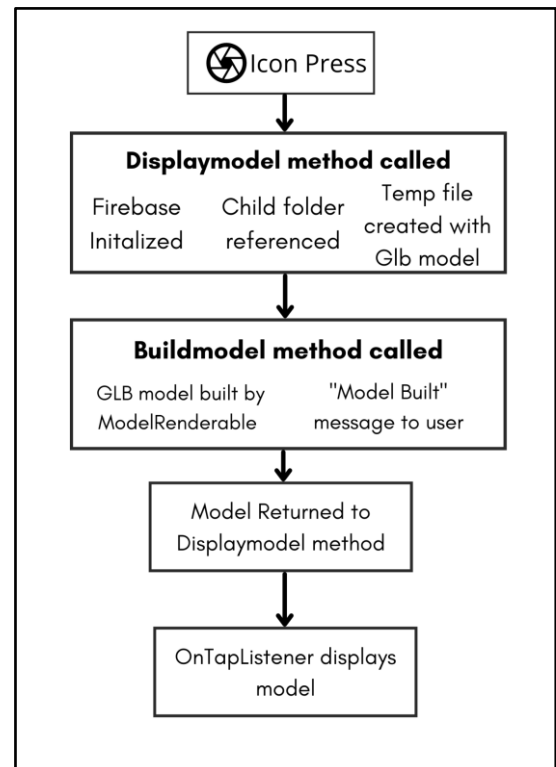 Icon Press
Displaymodel method called
Firebase
Initalized
Child folder
referenced
Temp file
created with
Glb model
Buildmodel method called
GLB model built by
ModelRenderable
"Model Built"
message to user
Model Returned to
Displaymodel method
OnTapListener displays
model